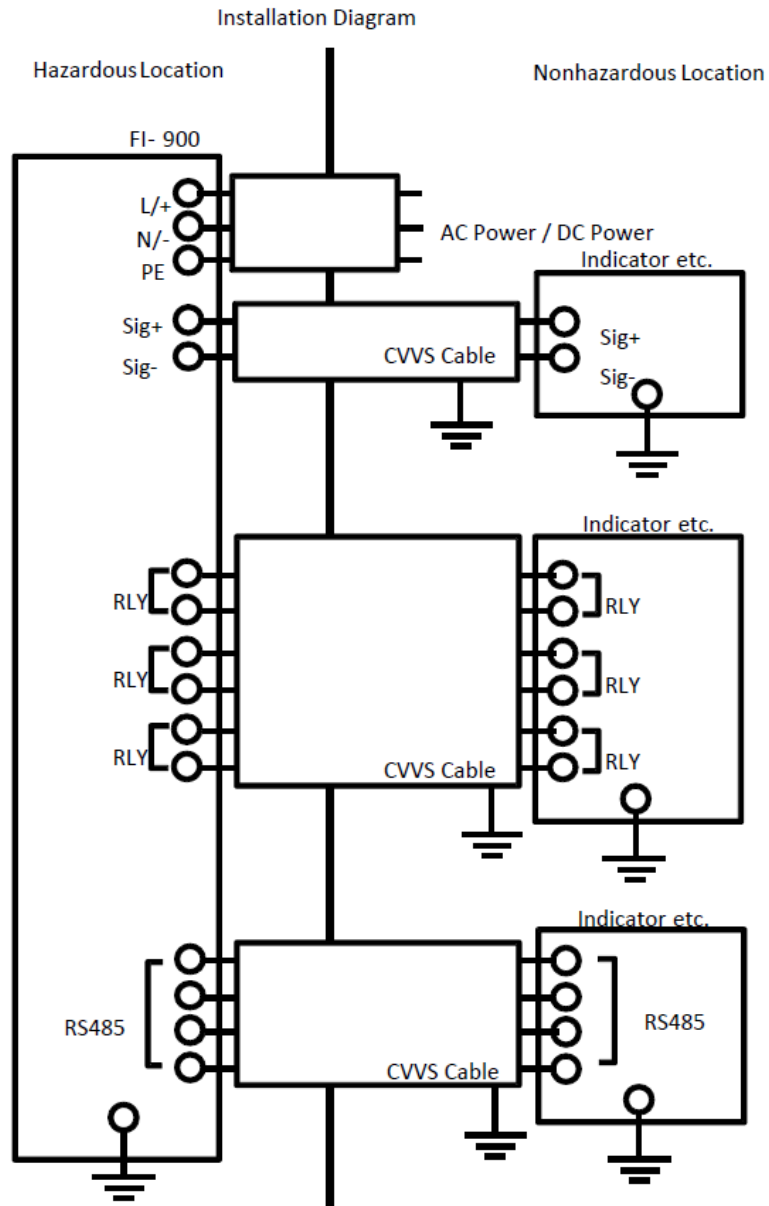 Installation Diagram
Hazardous Location
Nonhazardous Location
FI- 900
L/+
N/-
PE
AC Power / DC Power
Indicator etc.
Sig+
Sig-
CVVS Cable
Sig+
Sig-
Indicator etc.
RLY
RLY
RLY
CVVS Cable
RLY
RLY
RLY
Indicator etc.
RS485
CVVS Cable
RS485